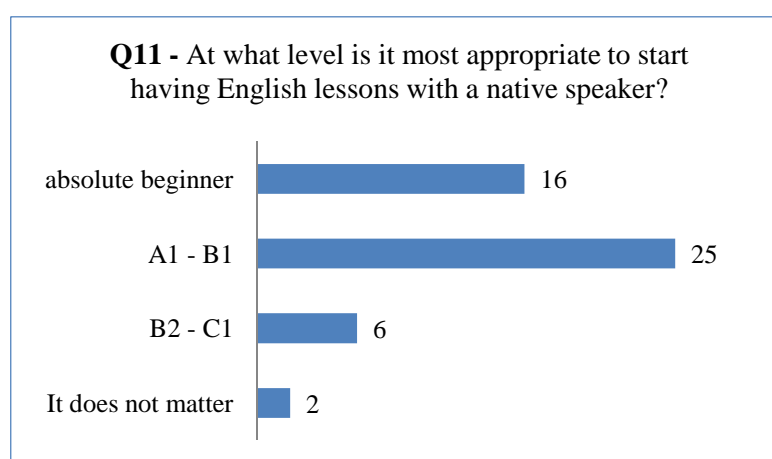 Q11 - At what level is it most appropriate to start
having English lessons with a native speaker?
absolute beginner 16
A1 - B1 25
B2 - C1 6
It does not matter 2